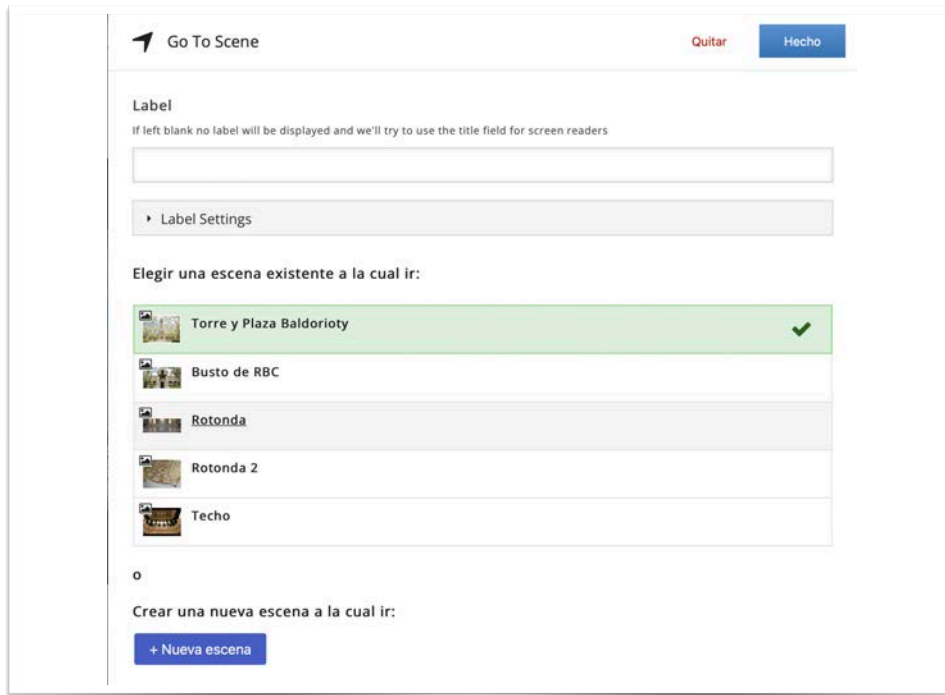 Go To Scene
Quitar
Hecho
Label
If left blank no label will be displayed and we'll try to use the title field for screen readers
Label Settings
Elegir una escena existente a la cual ir:
Torre y Plaza Baldorioty
Busto de RBC
Rotonda
Rotonda 2
Techo
o
Crear una nueva escena a la cual ir:
+ Nueva escena